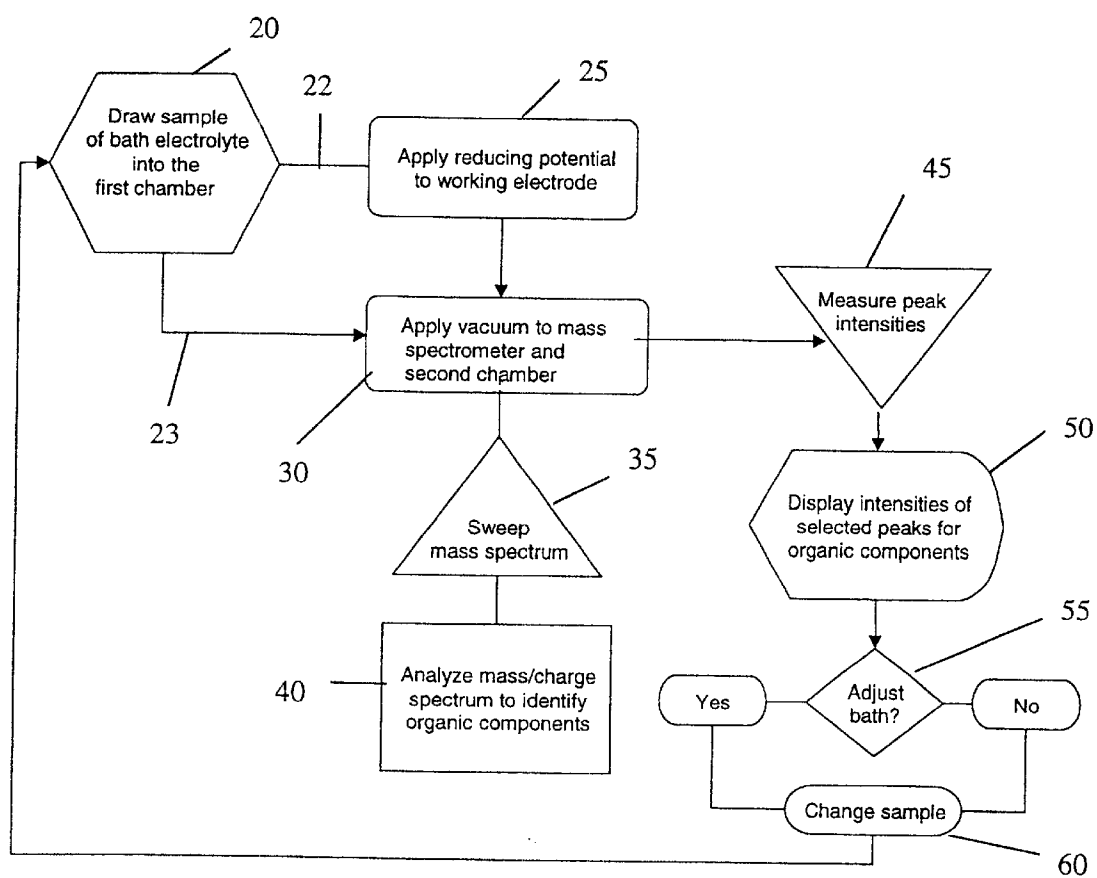 20
22
25
Draw sample
of bath electrolyte
into the
first chamber
Apply reducing potential
to working electrode
45
Measure peak
intensities
Apply vacuum to mass
spectrometer and
second chamber
23
30
35
50
Sweep
mass spectrum
Display intensities of
selected peaks for
organic components
55
40
Analyze mass/charge
spectrum to identify
organic components
Yes
Adjust
bath?
No
Change sample
60